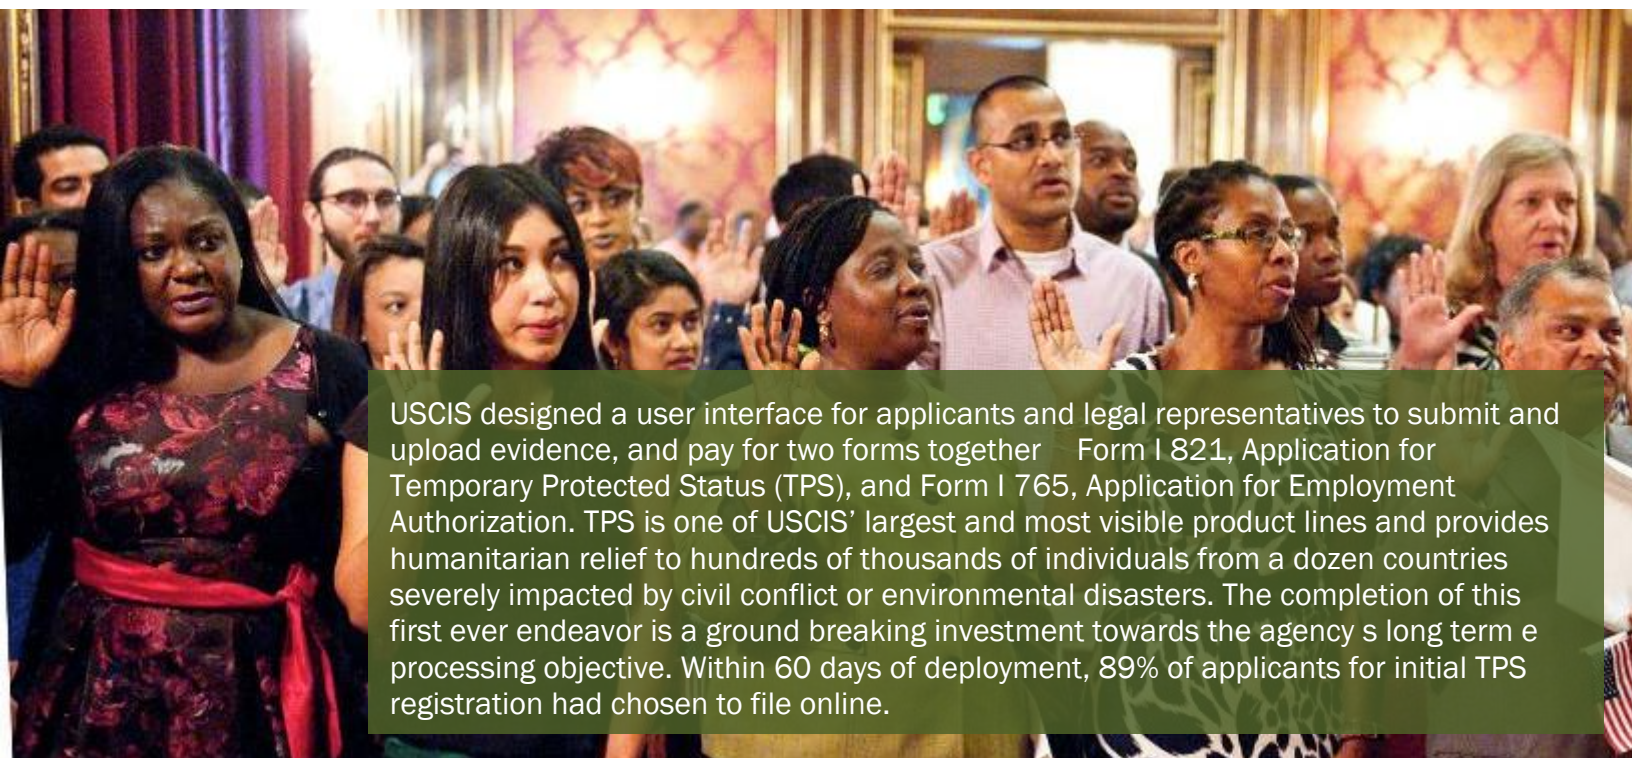 USCIS designed a user interface for applicants and legal representatives to submit and
upload evidence, and pay for two forms together Form I 821, Application for
Temporary Protected Status (TPS), and Form I 765, Application for Employment
Authorization. TPS is one of USCIS’ largest and most visible product lines and provides
humanitarian relief to hundreds of thousands of individuals from a dozen countries
severely impacted by civil conflict or environmental disasters. The completion of this
first ever endeavor is a ground breaking investment towards the agency s long term e
processing objective. Within 60 days of deployment, 89% of applicants for initial TPS
registration had chosen to file online.